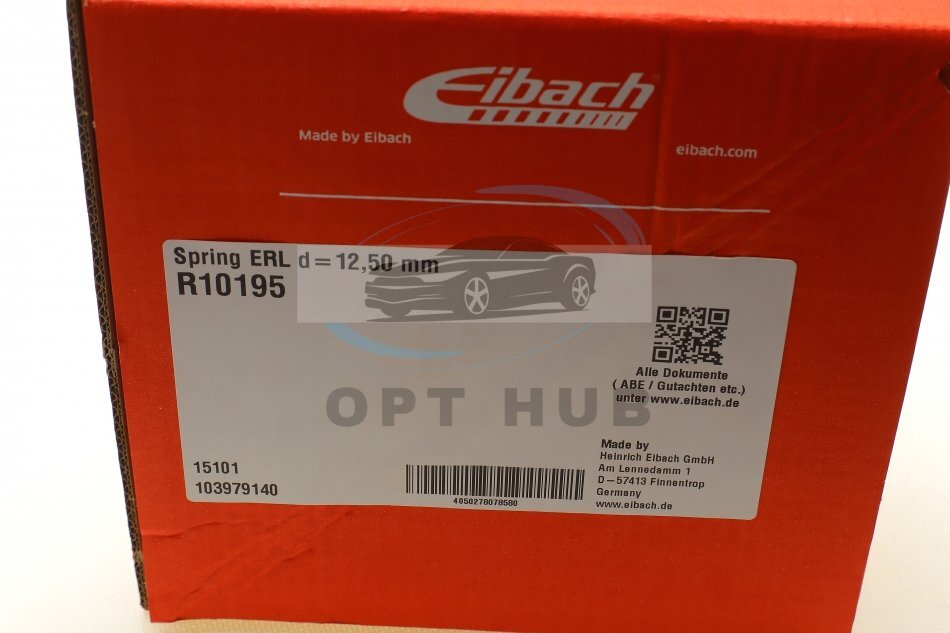 Eibach
Made by Eibach
eibach.com
Spring ERL d=12,50 mm
R10195
Alle Dokumente
( ABE / Gutachten etc.)
unter www.eibach.de
OPT HUB
Made by
Heinrich Eibach GmbH
Am Lennedamm 1
D-57413 Finnentrop
Germany
www.eibach.de
15101
103979140
4050278078580